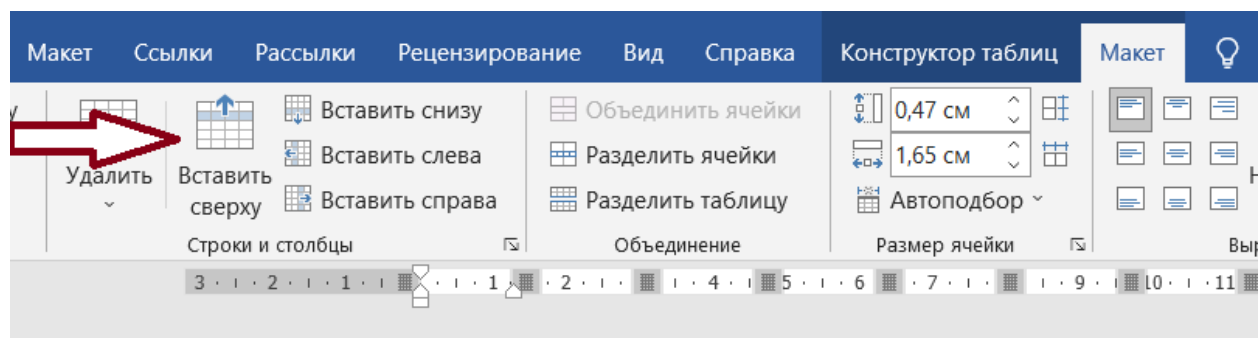 Макет Ссылки Рассылки Рецензирование Вид Справка Конструктор таблиц Макет
Удалить
Вставить сверху
Вставить снизу
Вставить слева
Вставить справа
Строки и столбцы
Объединить ячейки
Разделить ячейки
Разделить таблицу
Объединение
0,47 см
1,65 см
Автоподбор
Размер ячейки
3 2 1 1 2 4 5 6 7 9 10 11